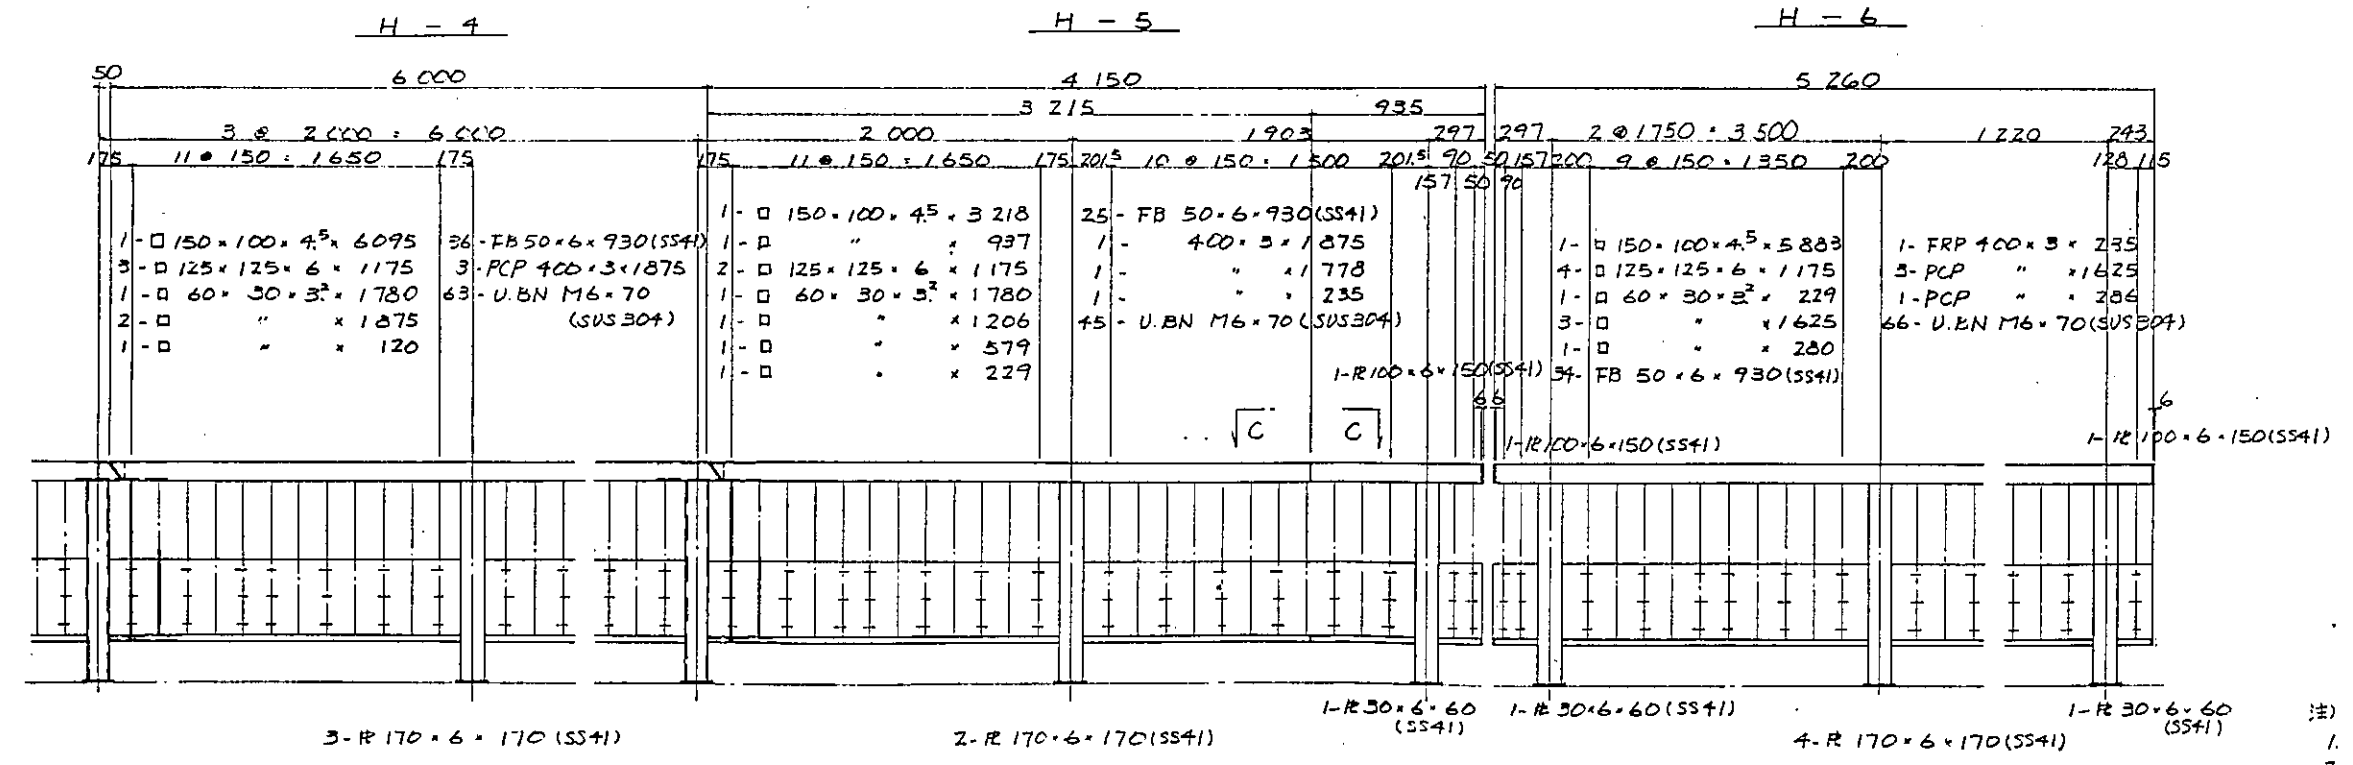 H - 4
H - 5
H - 6
50 6 000 4 150 5 260
3 215 935
3 @ 2 000 = 6 000 2 000 1 903 297 297 2 @ 1750 = 3 500 1 220 243
175 11 @ 150 = 1 650 175 175 11 @ 150 = 1 650 175 201.5 10 @ 150 = 1 500 201.5 90 50 157 200 9 @ 150 = 1350 200 128 115
157 50 90
1 - □ 150 × 100 × 4.5 × 6095
3 - □ 125 × 125 × 6 × 1175
1 - □ 60 × 30 × 3.2 × 1780
2 - □ 〃 × 1875
1 - □ 〃 × 120
36 - FB 50 × 6 × 930 (SS41)
3 - PCP 400 × 3 × 1875
63 - U.BN M6 × 70
(SUS304)
1 - □ 150 × 100 × 4.5 × 3 218
1 - □ 〃 × 937
2 - □ 125 × 125 × 6 × 1 175
1 - □ 60 × 30 × 3.2 × 1 780
1 - □ 〃 × 1 206
1 - □ 〃 × 579
1 - □ 〃 × 229
25 - FB 50 × 6 × 930 (SS41)
1 - 400 × 3 × 1 875
1 - 〃 × 1 778
1 - 〃 × 235
45 - U.BN M6 × 70 (SUS304)
1 - □ 150 × 100 × 4.5 × 5 883
4 - □ 125 × 125 × 6 × 1 175
1 - □ 60 × 30 × 3.2 × 229
3 - □ 〃 × 1 625
1 - □ 〃 × 280
34 - FB 50 × 6 × 930 (SS41)
1 - FRP 400 × 3 × 235
3 - PCP 〃 × 1625
1 - PCP 〃 × 286
66 - U.BN M6 × 70 (SUS304)
1 - PL 100 × 6 × 150 (SS41)
6 6
6
C C
1 - PL 100 × 6 × 150 (SS41)
1 - PL 100 × 6 × 150 (SS41)
1 - PL 30 × 6 × 60
(SS41)
1 - PL 30 × 6 × 60 (SS41)
1 - PL 30 × 6 × 60
(SS41)
3 - PL 170 × 6 × 170 (SS41)
2 - PL 170 × 6 × 170 (SS41)
4 - PL 170 × 6 × 170 (SS41)
注)
1.